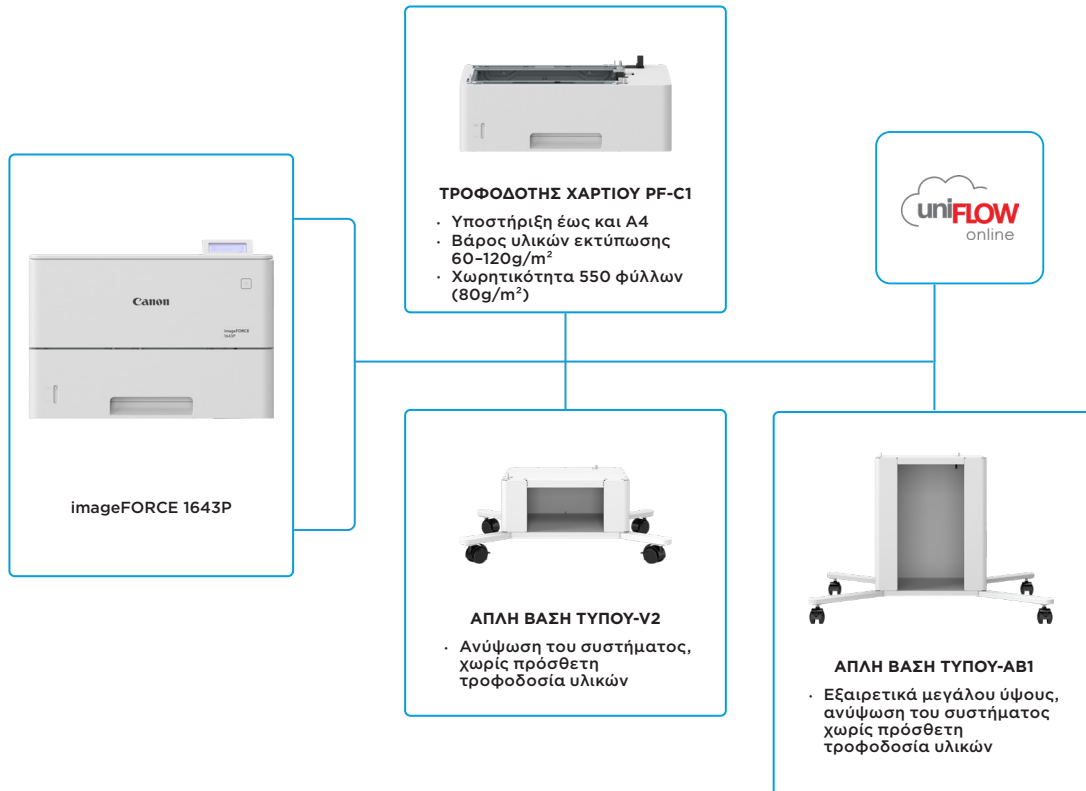 Canon
imageFORCE
1643P
imageFORCE 1643P
ΤΡΟΦΟΔΟΤΗΣ ΧΑΡΤΙΟΥ PF-C1
· Υποστήριξη έως και A4
· Βάρος υλικών εκτύπωσης
60–120g/m²
· Χωρητικότητα 550 φύλλων
(80g/m²)
uniFLOW
online
ΑΠΛΗ ΒΑΣΗ ΤΥΠΟΥ-V2
· Ανύψωση του συστήματος,
χωρίς πρόσθετη
τροφοδοσία υλικών
ΑΠΛΗ ΒΑΣΗ ΤΥΠΟΥ-AB1
· Εξαιρετικά μεγάλου ύψους,
ανύψωση του συστήματος
χωρίς πρόσθετη
τροφοδοσία υλικών